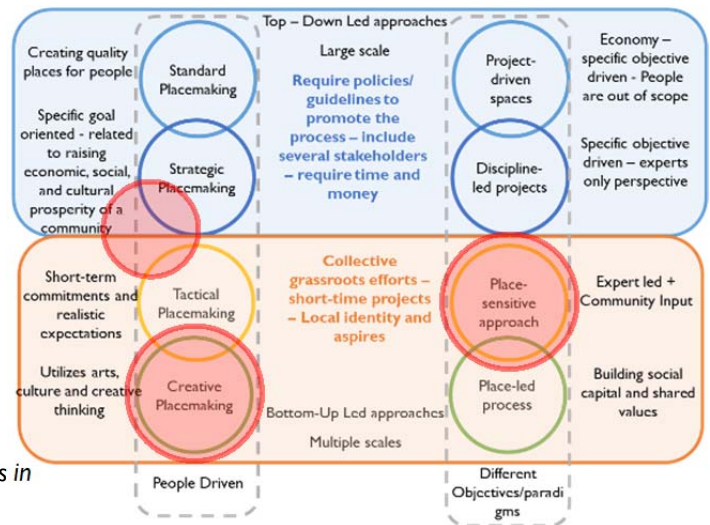 Top – Down Led approaches
Large scale
Require policies/
guidelines to
promote the
process – include
several stakeholders
– require time and
money
Creating quality
places for people
Standard
Placemaking
Specific goal
oriented - related
to raising
economic, social,
and cultural
prosperity of a
community
Strategic
Placemaking
Project-
driven
spaces
Economy –
specific objective
driven - People
are out of scope
Discipline-
led projects
Specific objective
driven – experts
only perspective
Short-term
commitments and
realistic
expectations
Tactical
Placemaking
Collective
grassroots efforts –
short-time projects
– Local identity and
aspires
Place-
sensitive
approach
Expert led +
Community Input
Utilizes arts,
culture and creative
thinking
Creative
Placemaking
Bottom-Up Led approaches
Multiple scales
Place-led
process
Building social
capital and shared
values
s in
People Driven
Different
Objectives/paradi
gms